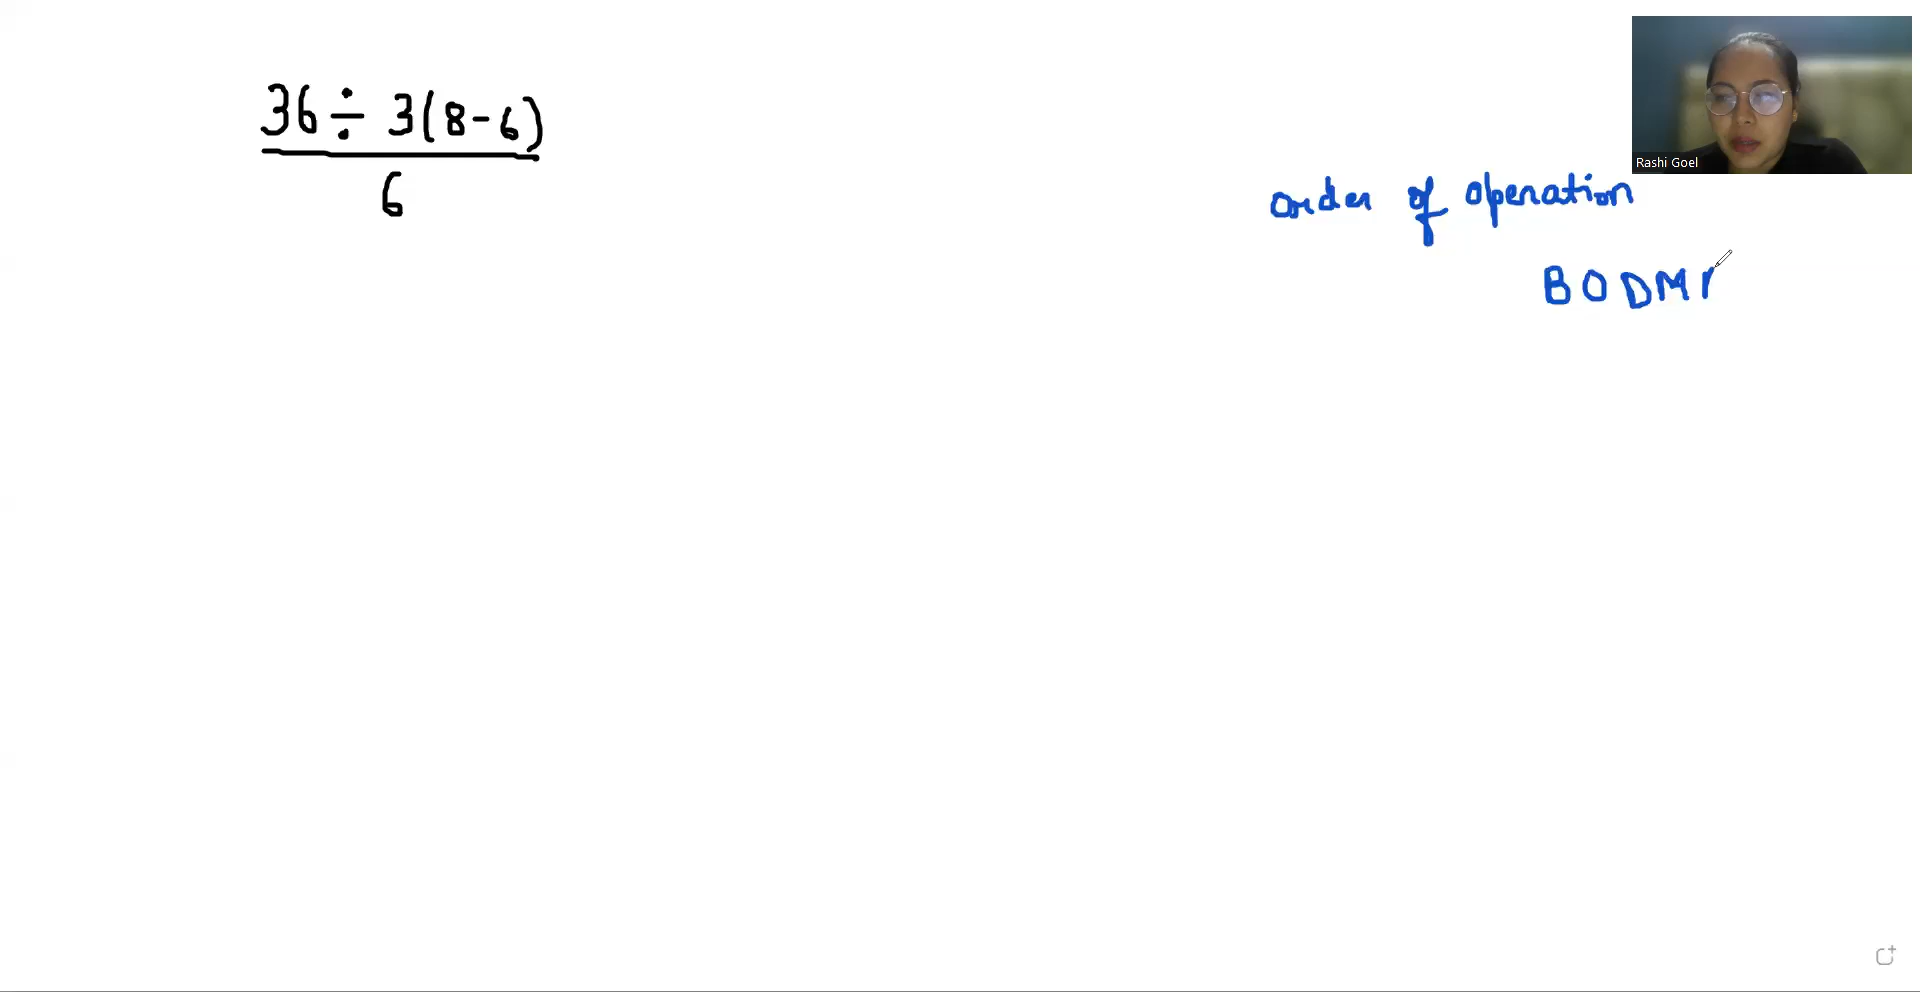 36 ÷ 3(8-6)
6
Rashi Goel
order of operation
BODM